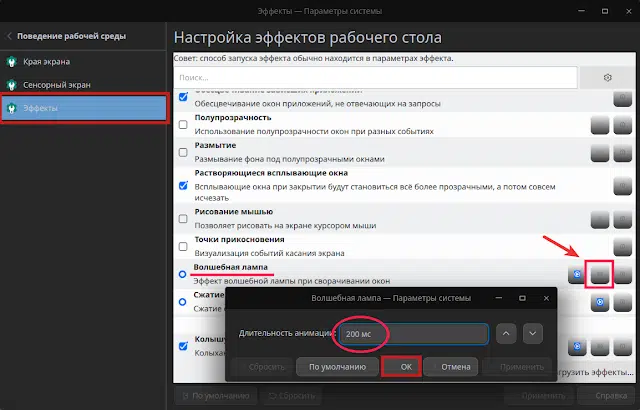 Эффекты — Параметры системы
Поведение рабочей среды
Края экрана
Сенсорный экран
Эффекты
Настройка эффектов рабочего стола
Совет: способ запуска эффекта обычно находится в параметрах эффекта.
Поиск...
Обесцвечивание окон приложений, не отвечающих на запросы
Полупрозрачность
Использование полупрозрачности окон при разных событиях
Размытие
Размывание фона под полупрозрачными окнами
Растворяющиеся всплывающие окна
Всплывающие окна при закрытии будут становиться всё более прозрачными, а потом совсем
исчезать
Рисование мышью
Позволяет рисовать на экране курсором мыши
Точки прикосновения
Визуализация событий касания экрана
Волшебная лампа
Эффект волшебной лампы при сворачивании окон
Сжатие
Сжатие
Колыш
Колыхан
грузить эффекты...
Волшебная лампа — Параметры системы
Длительность анимации:
200 мс
Сбросить
По умолчанию
ОК
Отмена
Применить
По умолчанию
Сбросить
Применить
Справка